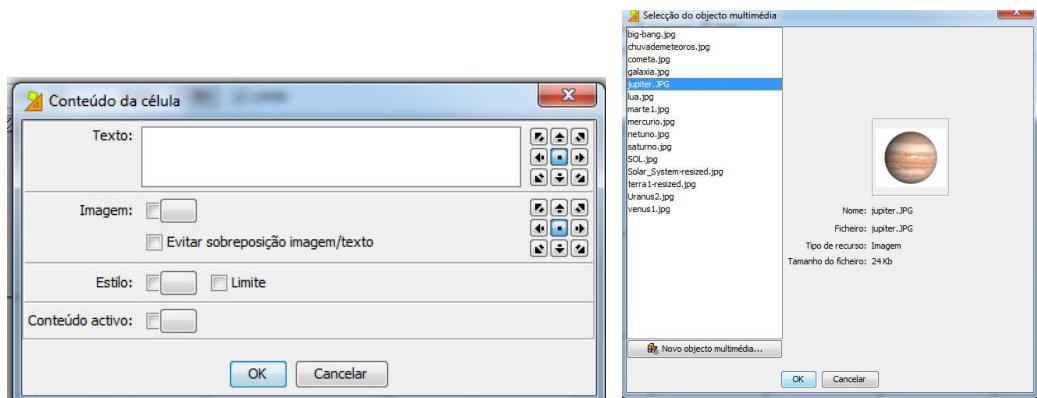 Conteúdo da célula
Texto:
Imagem:
Evitar sobreposição imagem/texto
Estilo:
Limite
Conteúdo activo:
OK
Cancelar
Selecção do objecto multimédia
big-bang.jpg
chuvademeteoros.jpg
cometa.jpg
galaxia.jpg
jupiter.JPG
lua.jpg
marte1.jpg
mercurio.jpg
netuno.jpg
saturno.jpg
SOL.jpg
Solar_System-resized.jpg
terra1-resized.jpg
Uranus2.jpg
venus1.jpg
Nome: jupiter.JPG
Ficheiro: jupiter.JPG
Tipo de recurso: Imagem
Tamanho do ficheiro: 24 Kb
Novo objecto multimédia...
OK
Cancelar